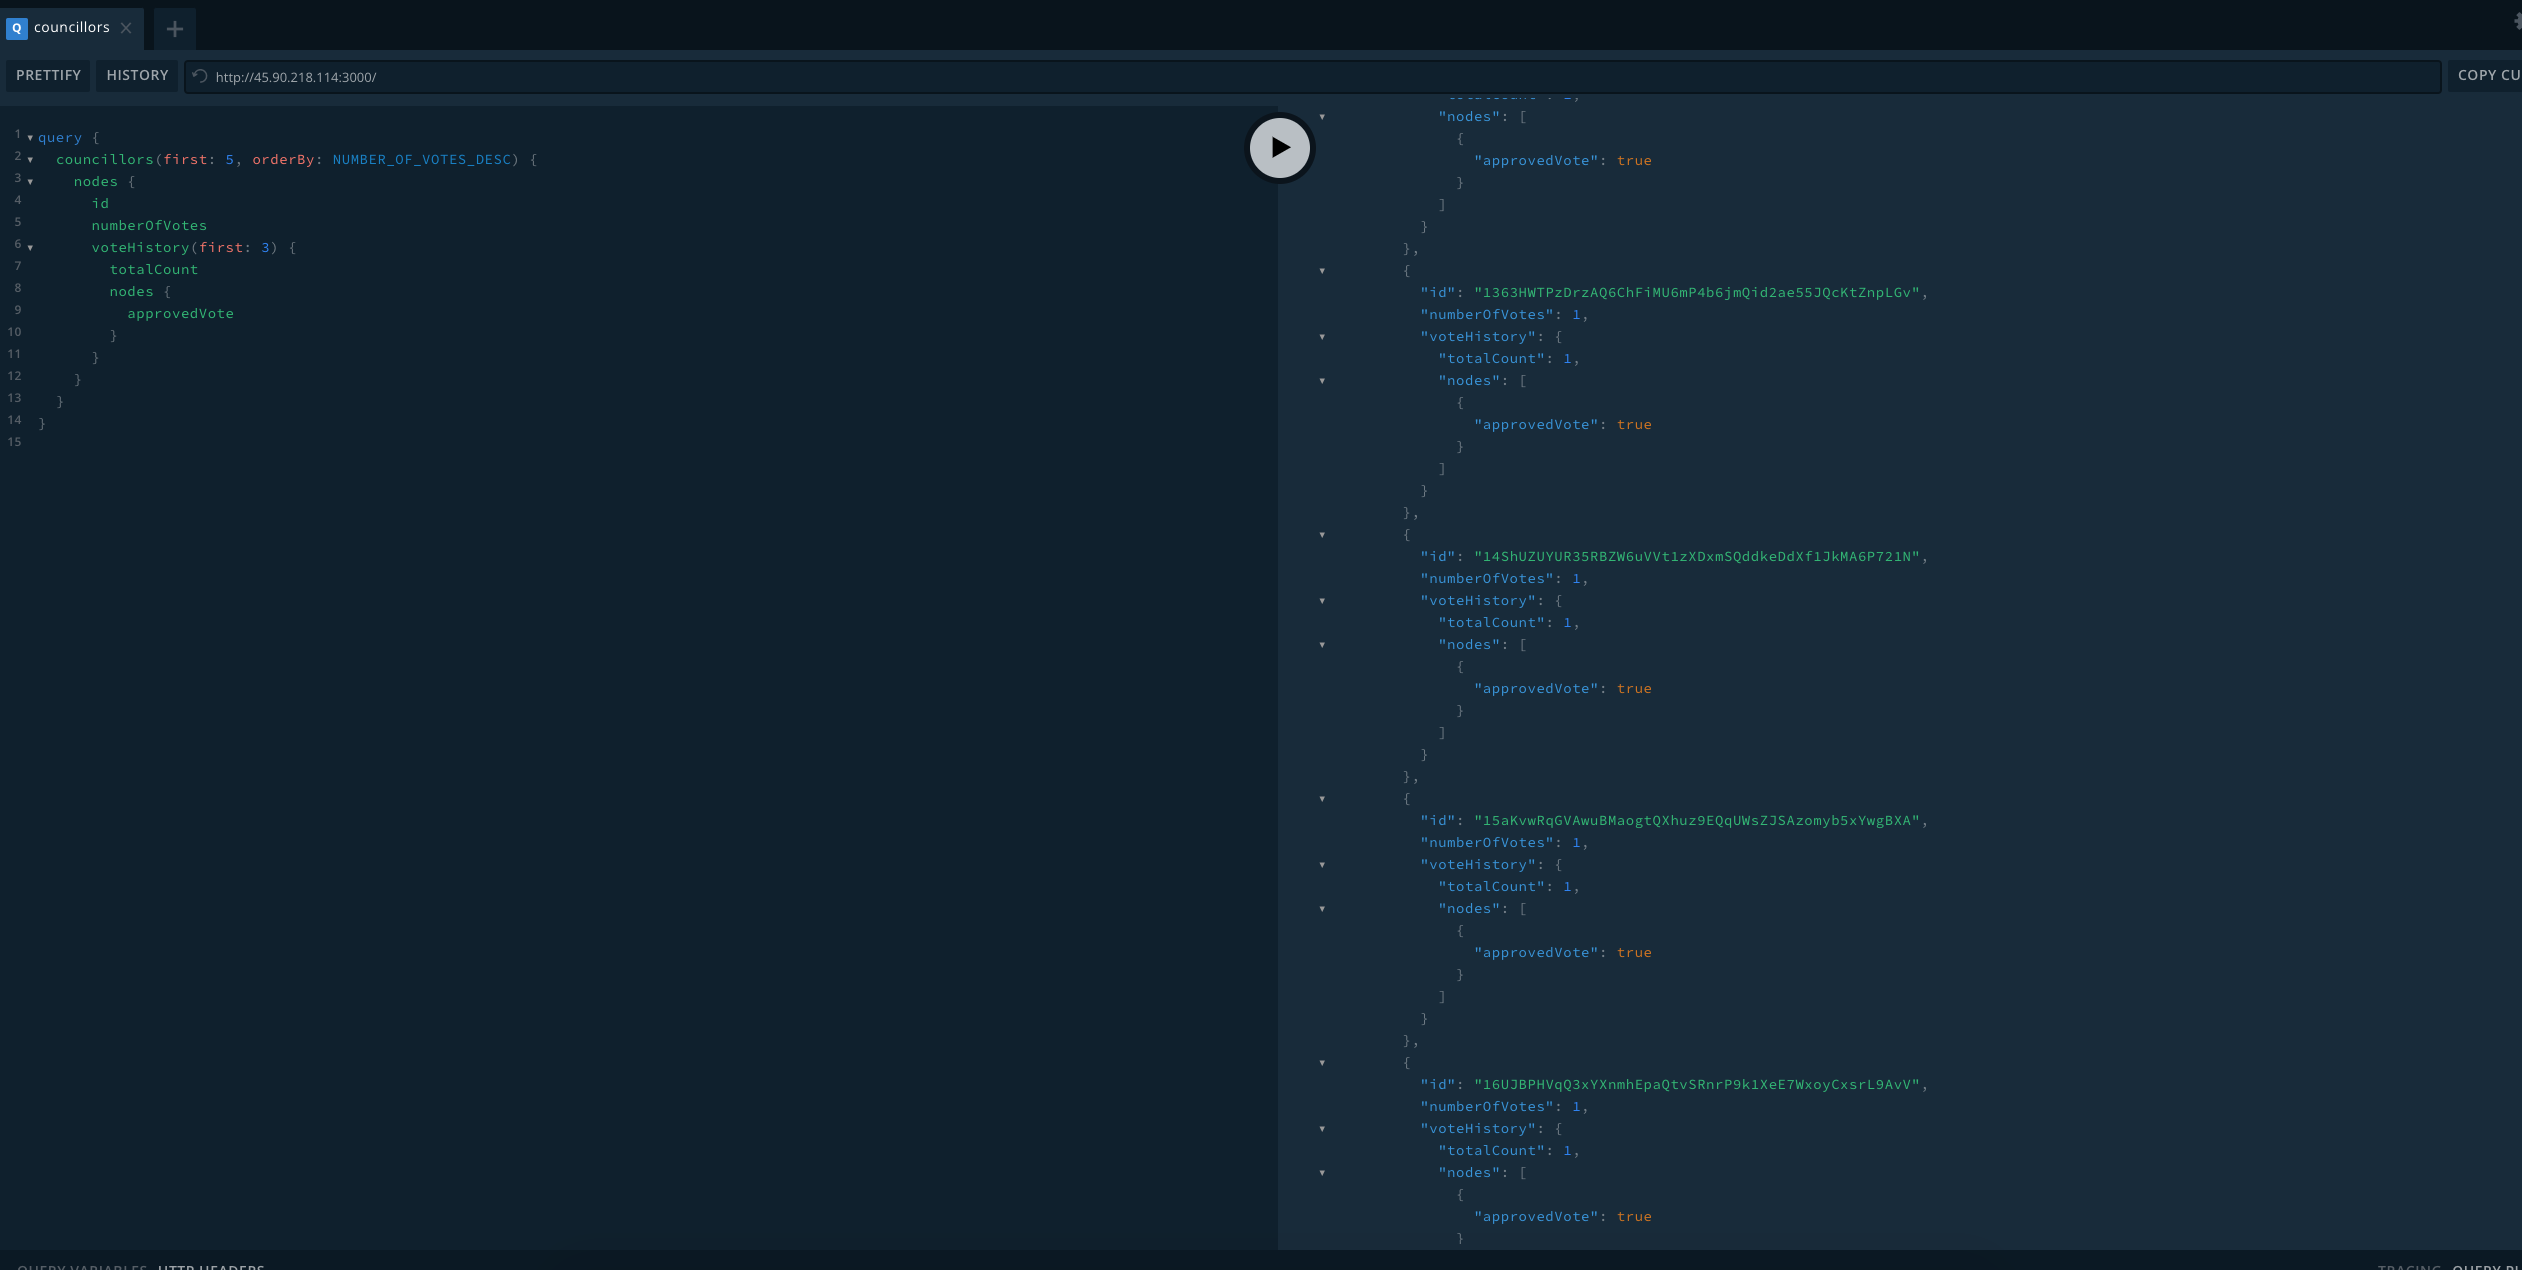 Q councillors
PRETTIFY HISTORY http://45.90.218.114:3000/ COPY CU
1 query {
2 councillors(first: 5, orderBy: NUMBER_OF_VOTES_DESC) {
3 nodes {
4 id
5 numberOfVotes
6 voteHistory(first: 3) {
7 totalCount
8 nodes {
9 approvedVote
10 }
11 }
12 }
13 }
14 }
15
"nodes": [
{
"approvedVote": true
}
]
}
},
{
"id": "1363HWTPzDrzAQ6ChFiMU6mP4b6jmQid2ae55JQcKtZnpLGv",
"numberOfVotes": 1,
"voteHistory": {
"totalCount": 1,
"nodes": [
{
"approvedVote": true
}
]
}
},
{
"id": "14ShUZUYUR35RBZW6uVVt1zXDxmSQddkeDdXf1JkMA6P721N",
"numberOfVotes": 1,
"voteHistory": {
"totalCount": 1,
"nodes": [
{
"approvedVote": true
}
]
}
},
{
"id": "15aKvwRqGVAwuBMaogtQXhuz9EQqUWsZJSAzomyb5xYwgBXA",
"numberOfVotes": 1,
"voteHistory": {
"totalCount": 1,
"nodes": [
{
"approvedVote": true
}
]
}
},
{
"id": "16UJBPHVqQ3xYXnmhEpaQtvSRnrP9k1XeE7WxoyCxsrL9AvV",
"numberOfVotes": 1,
"voteHistory": {
"totalCount": 1,
"nodes": [
{
"approvedVote": true
}
QUERY VARIABLES HTTP HEADERS TRACING QUERY PL